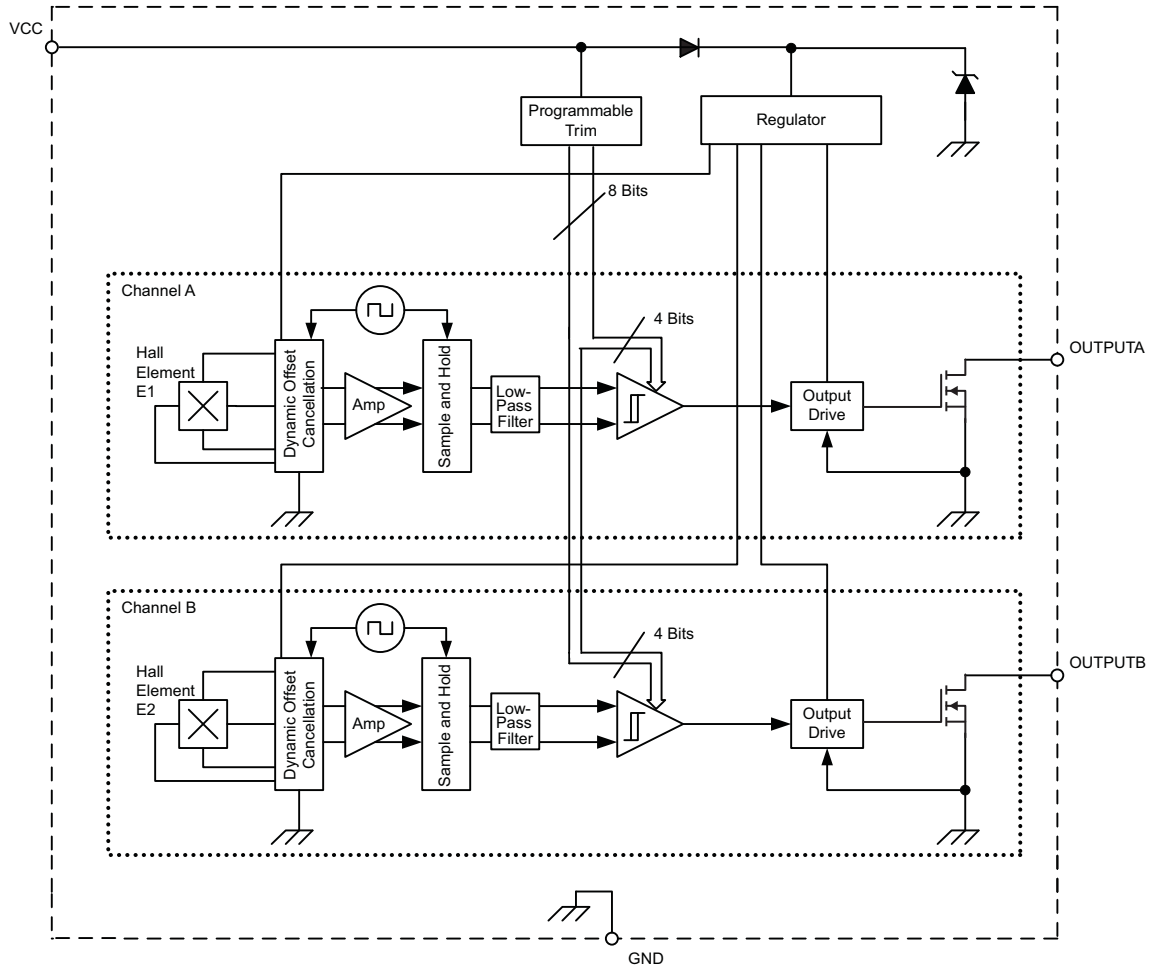 VCC
Programmable
Trim
Regulator
8 Bits
Channel A
4 Bits
Hall
Element
E1
Dynamic Offset
Cancellation
Amp
Sample and Hold
Low-
Pass
Filter
Output
Drive
OUTPUTA
Channel B
4 Bits
Hall
Element
E2
Dynamic Offset
Cancellation
Amp
Sample and Hold
Low-
Pass
Filter
Output
Drive
OUTPUTB
GND